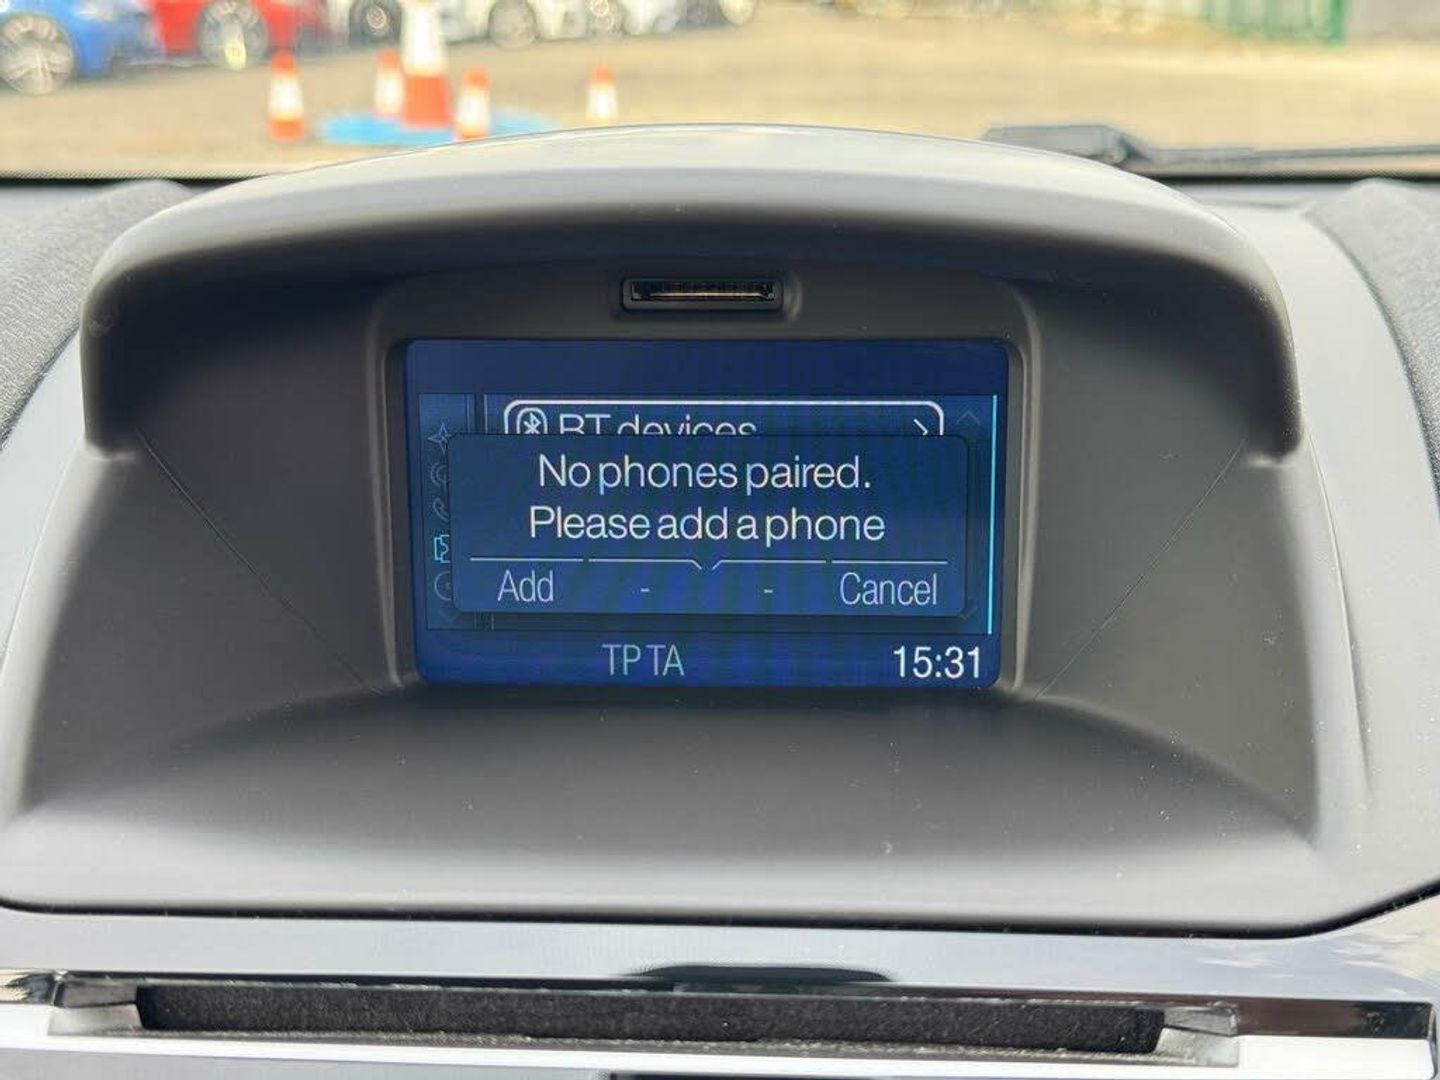 BT devices
No phones paired.
Please add a phone
Add - - Cancel
TP TA 15:31